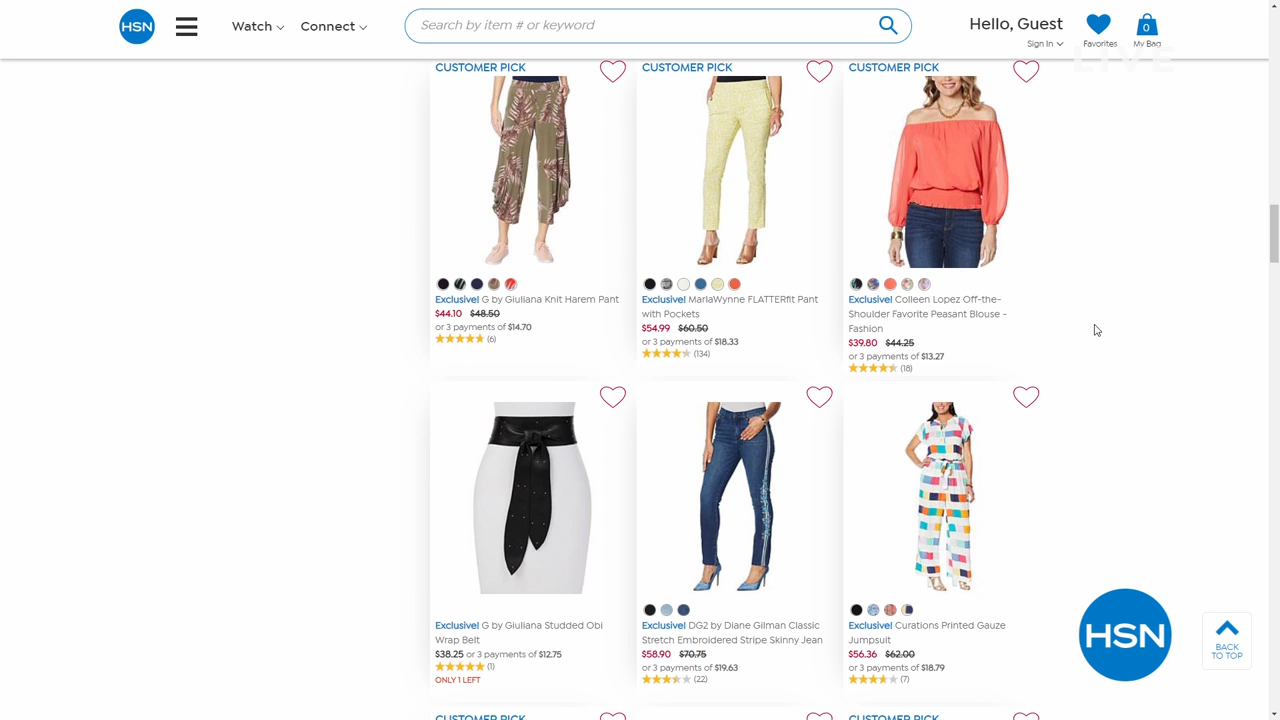 HSN
Watch
Connect
Search by item # or keyword
Hello, Guest
Sign In
Favorites
0
My Bag
LIVE
CUSTOMER PICK
CUSTOMER PICK
CUSTOMER PICK
Exclusive! G by Giuliana Knit Harem Pant
$44.10 $48.50
or 3 payments of $14.70
(6)
Exclusive! MarlaWynne FLATTERfit Pant
with Pockets
$54.99 $60.50
or 3 payments of $18.33
(134)
Exclusive! Colleen Lopez Off-the-
Shoulder Favorite Peasant Blouse -
Fashion
$39.80 $44.25
or 3 payments of $13.27
(18)
Exclusive! G by Giuliana Studded Obi
Wrap Belt
$38.25 or 3 payments of $12.75
(1)
ONLY 1 LEFT
Exclusive! DG2 by Diane Gilman Classic
Stretch Embroidered Stripe Skinny Jean
$58.90 $70.75
or 3 payments of $19.63
(22)
Exclusive! Curations Printed Gauze
Jumpsuit
$56.36 $62.00
or 3 payments of $18.79
(7)
HSN
BACK
TO TOP
CUSTOMER PICK
CUSTOMER PICK